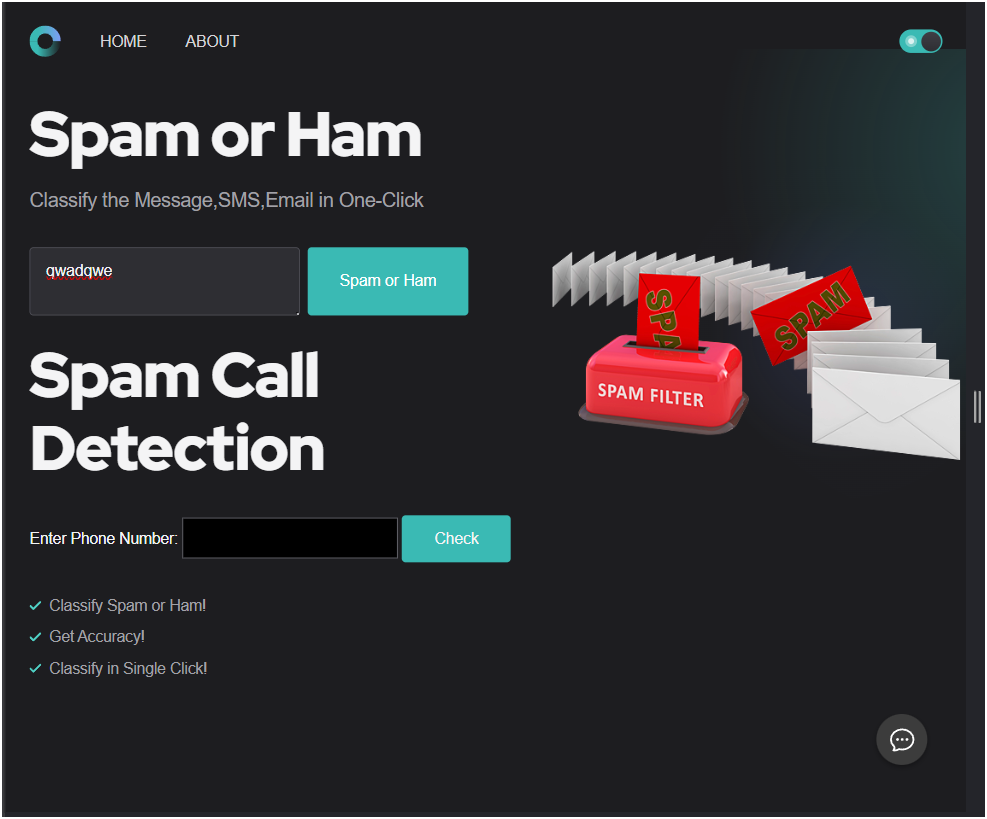 HOME ABOUT
Spam or Ham
Classify the Message,SMS,Email in One-Click
qwadqwe
Spam or Ham
SPAM
SPAM
SPAM FILTER
Spam Call
Detection
Enter Phone Number:
Check
Classify Spam or Ham!
Get Accuracy!
Classify in Single Click!